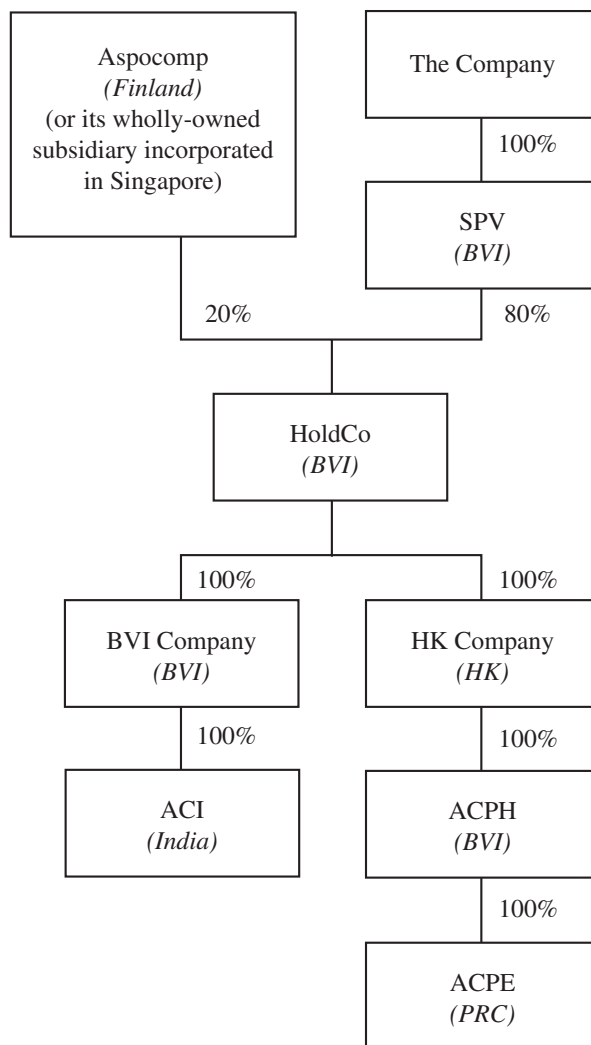 Aspocomp
(Finland)
(or its wholly-owned
subsidiary incorporated
in Singapore)
The Company
100%
SPV
(BVI)
20%
80%
HoldCo
(BVI)
100%
100%
BVI Company
(BVI)
HK Company
(HK)
100%
100%
ACI
(India)
ACPH
(BVI)
100%
ACPE
(PRC)